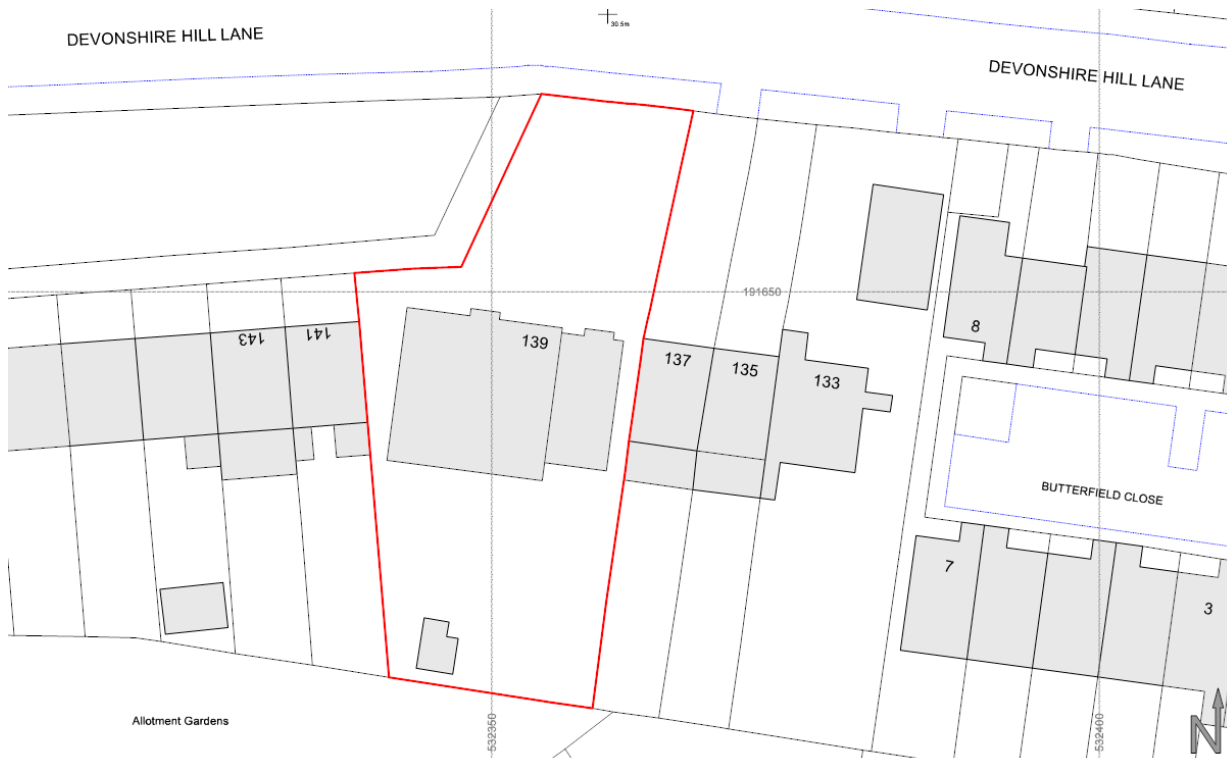 DEVONSHIRE HILL LANE
30.5m
DEVONSHIRE HILL LANE
191650
143
141
139
137
135
133
8
BUTTERFIELD CLOSE
7
3
Allotment Gardens
532350
532400
N